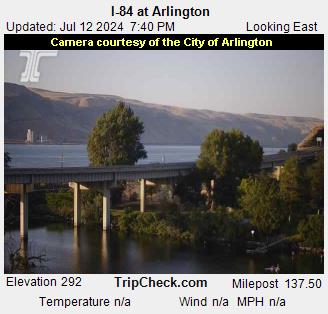 I-84 at Arlington
Updated: Jul 12 2024 7:40 PM Looking East
Camera courtesy of the City of Arlington
Elevation 292 TripCheck.com Milepost 137.50
Temperature n/a Wind n/a MPH n/a